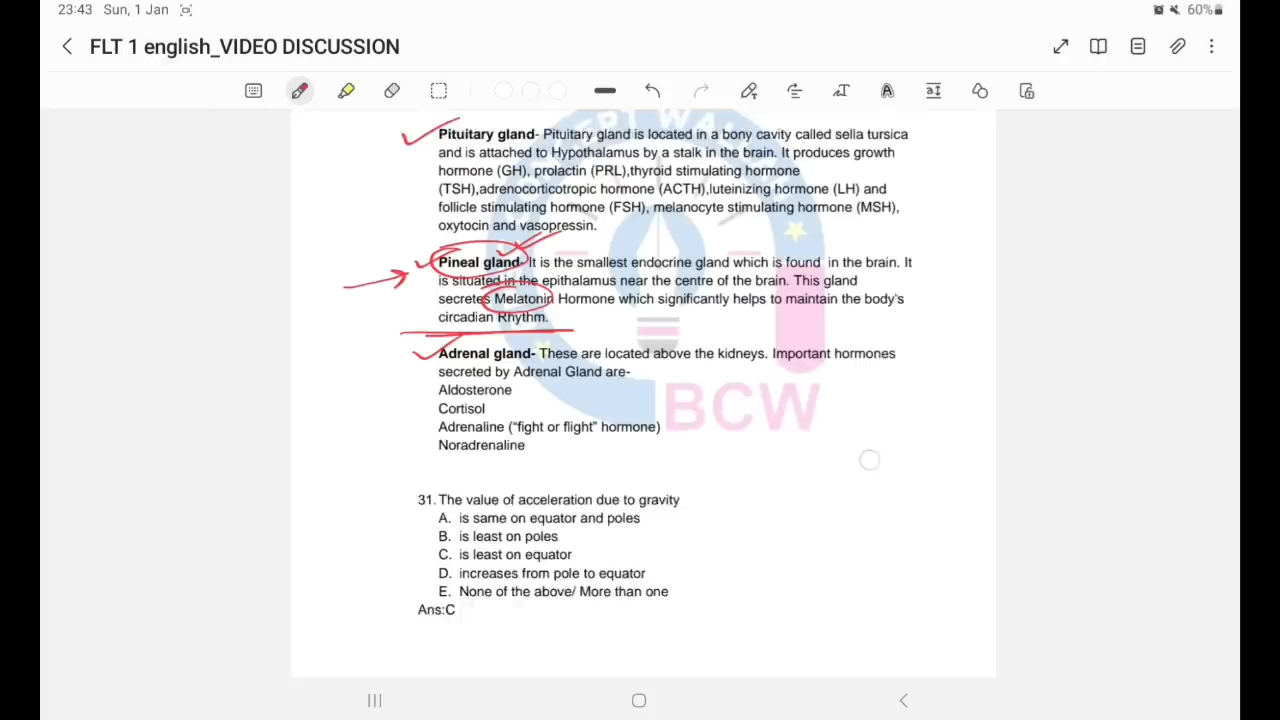 23:43 Sun, 1 Jan
60%
FLT 1 english_VIDEO DISCUSSION
Pituitary gland- Pituitary gland is located in a bony cavity called sella tursica
and is attached to Hypothalamus by a stalk in the brain. It produces growth
hormone (GH), prolactin (PRL),thyroid stimulating hormone
(TSH),adrenocorticotropic hormone (ACTH),luteinizing hormone (LH) and
follicle stimulating hormone (FSH), melanocyte stimulating hormone (MSH),
oxytocin and vasopressin.
Pineal gland- It is the smallest endocrine gland which is found in the brain. It
is situated in the epithalamus near the centre of the brain. This gland
secretes Melatonin Hormone which significantly helps to maintain the body's
circadian Rhythm.
Adrenal gland- These are located above the kidneys. Important hormones
secreted by Adrenal Gland are-
Aldosterone
Cortisol
Adrenaline ("fight or flight" hormone)
Noradrenaline
BCW
31. The value of acceleration due to gravity
A. is same on equator and poles
B. is least on poles
C. is least on equator
D. increases from pole to equator
E. None of the above/ More than one
Ans:C